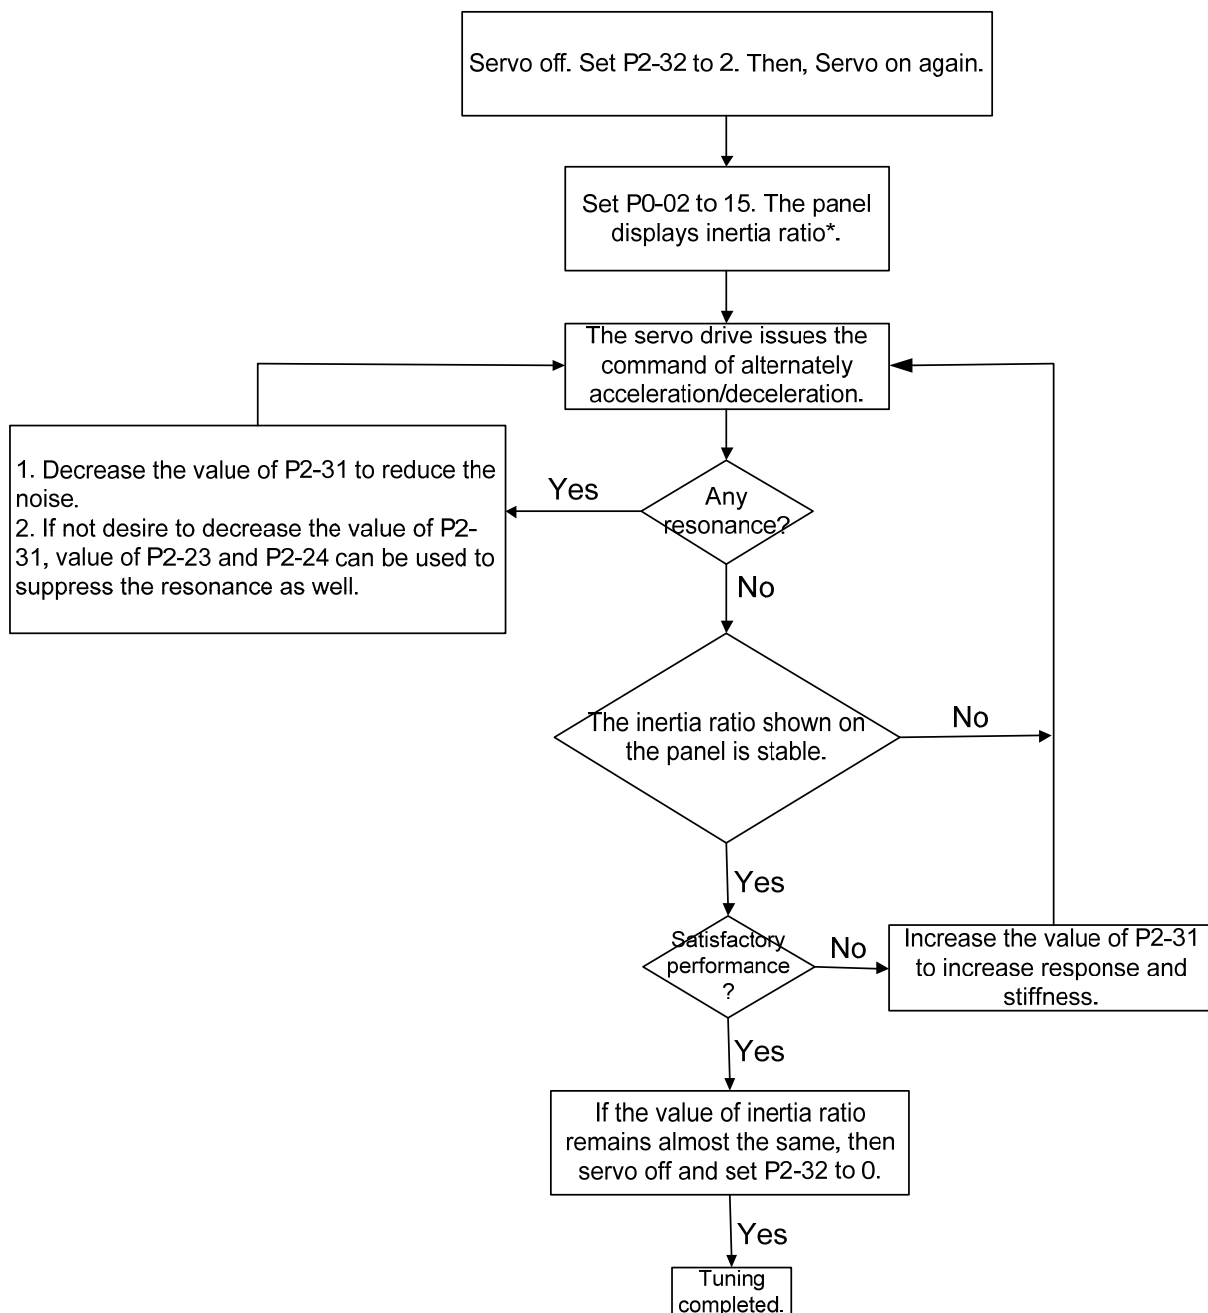 Servo off. Set P2-32 to 2. Then, Servo on again.
Set P0-02 to 15. The panel
displays inertia ratio*.
The servo drive issues the
command of alternately
acceleration/deceleration.
1. Decrease the value of P2-31 to reduce the
noise.
2. If not desire to decrease the value of P2-
31, value of P2-23 and P2-24 can be used to
suppress the resonance as well.
Yes
Any
resonance?
No
The inertia ratio shown on
the panel is stable.
No
Yes
Satisfactory
performance
?
No
Increase the value of P2-31
to increase response and
stiffness.
Yes
If the value of inertia ratio
remains almost the same, then
servo off and set P2-32 to 0.
Yes
Tuning
completed.